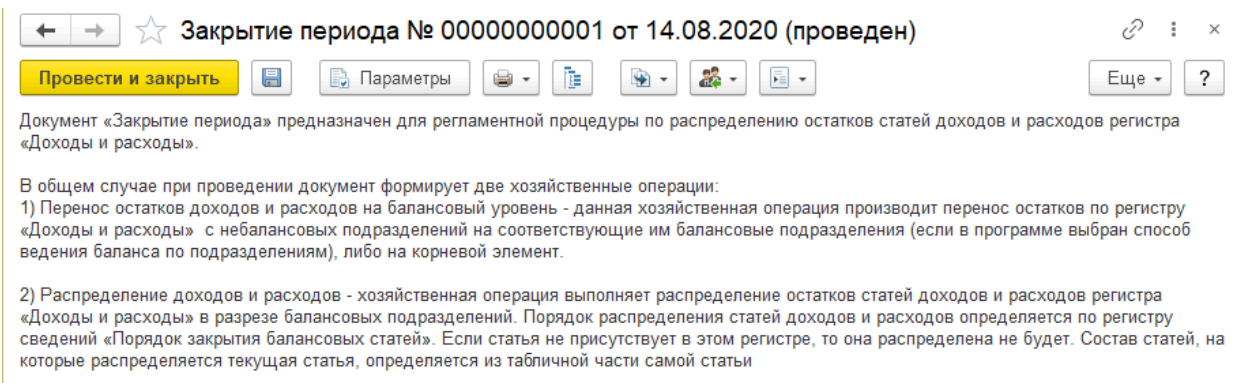 Закрытие периода № 00000000001 от 14.08.2020 (проведен)
Провести и закрыть Параметры Еще ?
Документ «Закрытие периода» предназначен для регламентной процедуры по распределению остатков статей доходов и расходов регистра
«Доходы и расходы».
В общем случае при проведении документ формирует две хозяйственные операции:
1) Перенос остатков доходов и расходов на балансовый уровень - данная хозяйственная операция производит перенос остатков по регистру
«Доходы и расходы» с небалансовых подразделений на соответствующие им балансовые подразделения (если в программе выбран способ
ведения баланса по подразделениям), либо на корневой элемент.
2) Распределение доходов и расходов - хозяйственная операция выполняет распределение остатков статей доходов и расходов регистра
«Доходы и расходы» в разрезе балансовых подразделений. Порядок распределения статей доходов и расходов определяется по регистру
сведений «Порядок закрытия балансовых статей». Если статья не присутствует в этом регистре, то она распределена не будет. Состав статей, на
которые распределяется текущая статья, определяется из табличной части самой статьи